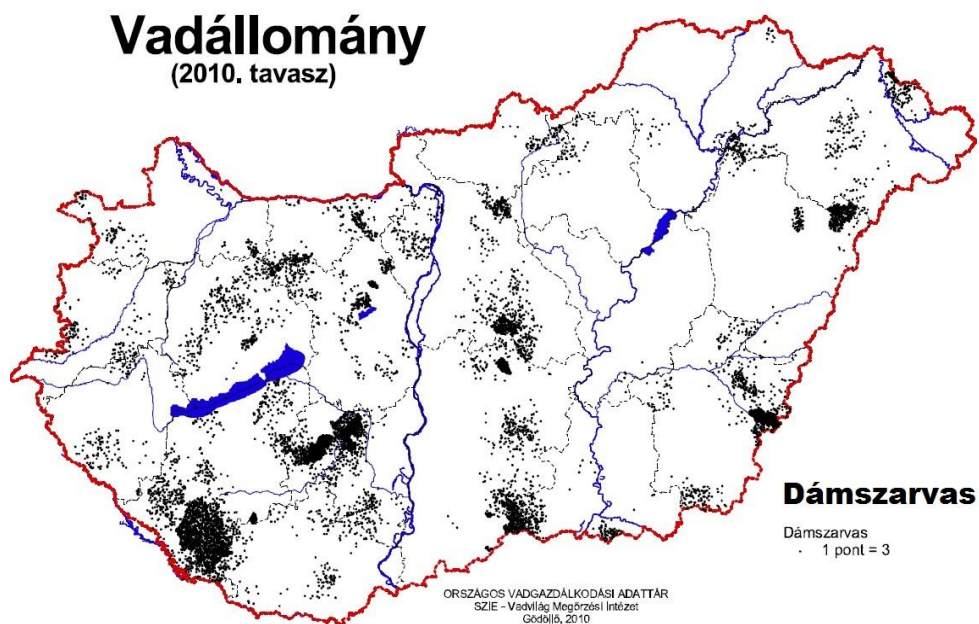 Vadállomány
(2010. tavasz)
Dámszarvas
Dámszarvas
1 pont = 3
ORSZÁGOS VADGAZDÁLKODÁSI ADATTÁR
SZIE - Vadvilág Megőrzési Intézet
Gödöllő, 2010